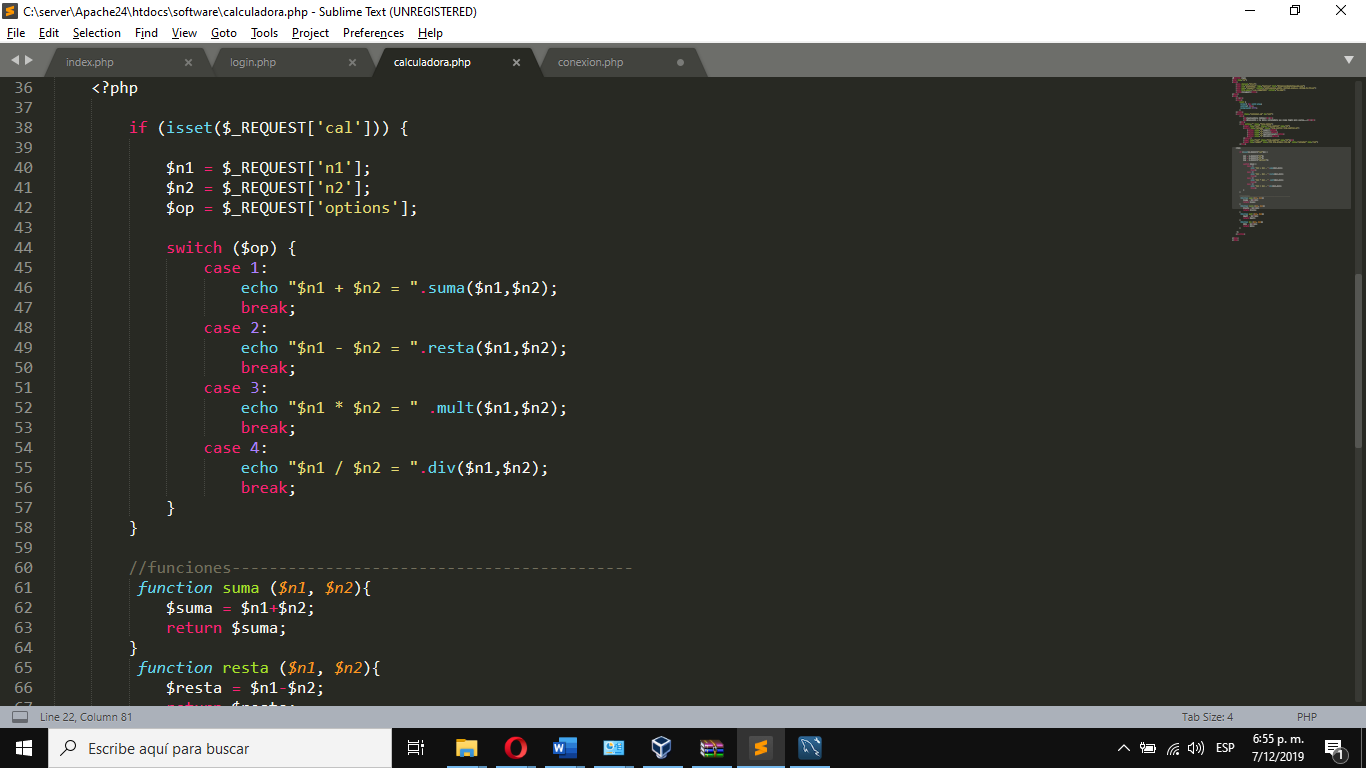 C:\server\Apache24\htdocs\software\calculadora.php - Sublime Text (UNREGISTERED)
File Edit Selection Find View Goto Tools Project Preferences Help
index.php × login.php × calculadora.php × conexion.php
36 <?php
37
38 if (isset($_REQUEST['cal'])) {
39
40 $n1 = $_REQUEST['n1'];
41 $n2 = $_REQUEST['n2'];
42 $op = $_REQUEST['options'];
43
44 switch ($op) {
45 case 1:
46 echo "$n1 + $n2 = ".suma($n1,$n2);
47 break;
48 case 2:
49 echo "$n1 - $n2 = ".resta($n1,$n2);
50 break;
51 case 3:
52 echo "$n1 * $n2 = " .mult($n1,$n2);
53 break;
54 case 4:
55 echo "$n1 / $n2 = ".div($n1,$n2);
56 break;
57 }
58 }
59
60 //funciones-------------------------------------------
61 function suma ($n1, $n2){
62 $suma = $n1+$n2;
63 return $suma;
64 }
65 function resta ($n1, $n2){
66 $resta = $n1-$n2;
Line 22, Column 81 Tab Size: 4 PHP
Escribe aquí para buscar
ESP
6:55 p. m.
7/12/2019
1